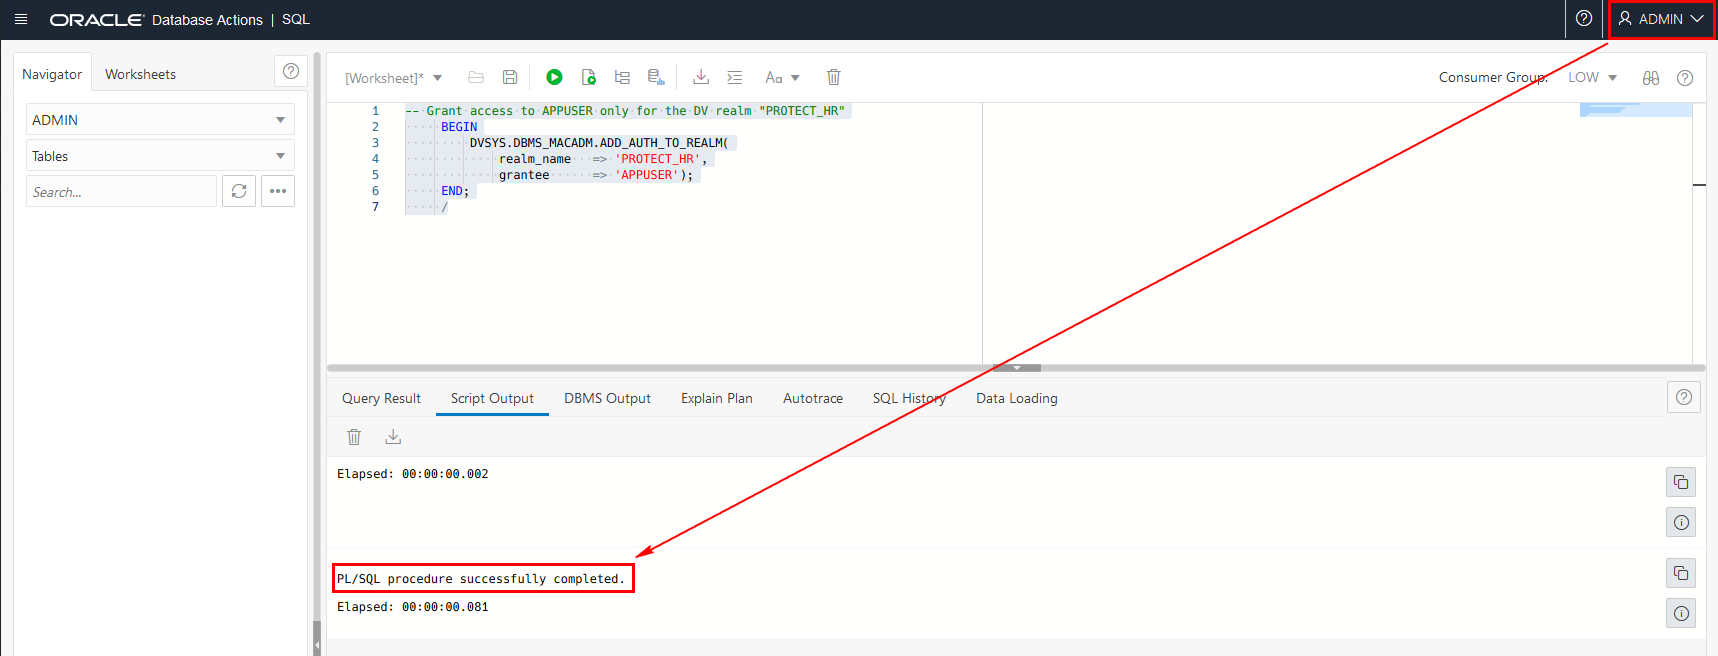 ORACLE Database Actions | SQL
ADMIN
Navigator
Worksheets
ADMIN
Tables
Search...
[Worksheet]*
Aa
Consumer Group:
LOW
1 -- Grant access to APPUSER only for the DV realm "PROTECT_HR"
2 BEGIN
3 DVSYS.DBMS_MACADM.ADD_AUTH_TO_REALM(
4 realm_name => 'PROTECT_HR',
5 grantee => 'APPUSER');
6 END;
7 /
Query Result
Script Output
DBMS Output
Explain Plan
Autotrace
SQL History
Data Loading
Elapsed: 00:00:00.002
PL/SQL procedure successfully completed.
Elapsed: 00:00:00.081